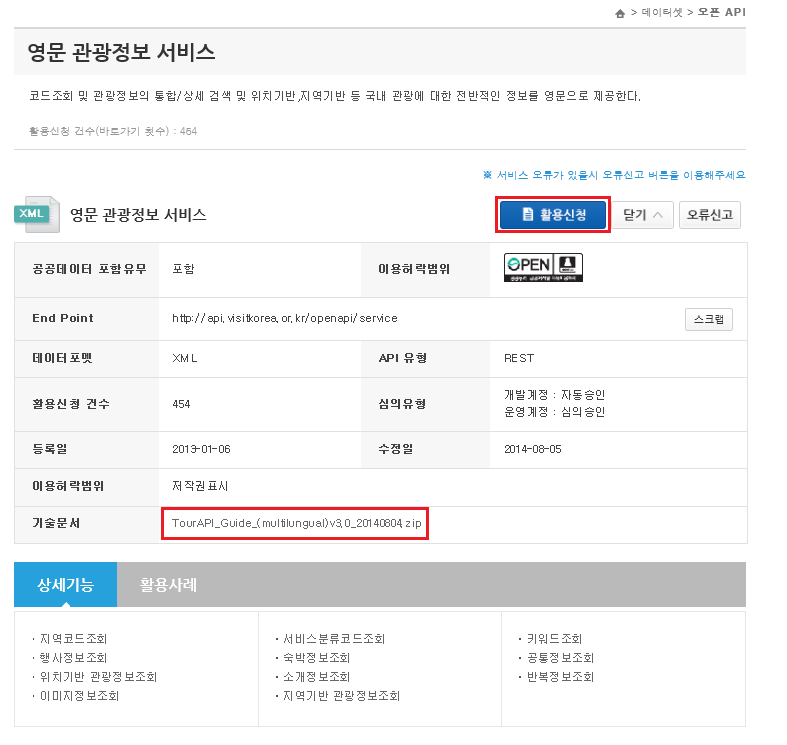 > 데이터셋 > 오픈 API
영문 관광정보 서비스
코드조회 및 관광정보의 통합/상세 검색 및 위치기반,지역기반 등 국내 관광에 대한 전반적인 정보를 영문으로 제공한다.
활용신청 건수(바로가기 횟수) : 464
※ 서비스 오류가 있을시 오류신고 버튼을 이용해주세요
XML 영문 관광정보 서비스 활용신청 닫기 오류신고
공공데이터 포함유무 포함 이용허락범위 OPEN
End Point http://api.visitkorea.or.kr/openapi/service 스크랩
데이터포멧 XML API 유형 REST
활용신청 건수 454 심의유형 개발계정 : 자동승인
운영계정 : 심의승인
등록일 2013-01-06 수정일 2014-08-05
이용허락범위 저작권표시
기술문서 TourAPI_Guide_(multilungual)v3.0_20140804.zip
상세기능 활용사례
· 지역코드조회 · 서비스분류코드조회 · 키워드조회
· 행사정보조회 · 숙박정보조회 · 공통정보조회
· 위치기반 관광정보조회 · 소개정보조회 · 반복정보조회
· 이미지정보조회 · 지역기반 관광정보조회